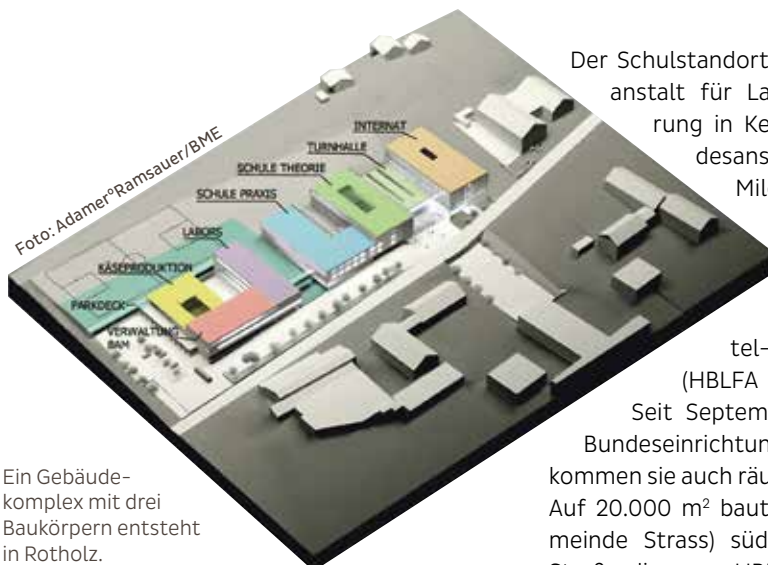 Foto: Adamer°Ramsauer/BME
INTERNAT
TURNHALLE
SCHULE THEORIE
SCHULE PRAXIS
LABORS
KÄSEPRODUKTION
PARKDECK
VERWALTUNG
BAM
Ein Gebäude-
komplex mit drei
Baukörpern entsteht
in Rotholz.
Der Schulstandort
anstalt für La
rung in Ke
desans
Mil
tel-
(HBLFA
Seit Septem
Bundeseinrichtun
kommen sie auch räu
Auf 20.000 m² baut
meinde Strass) süd